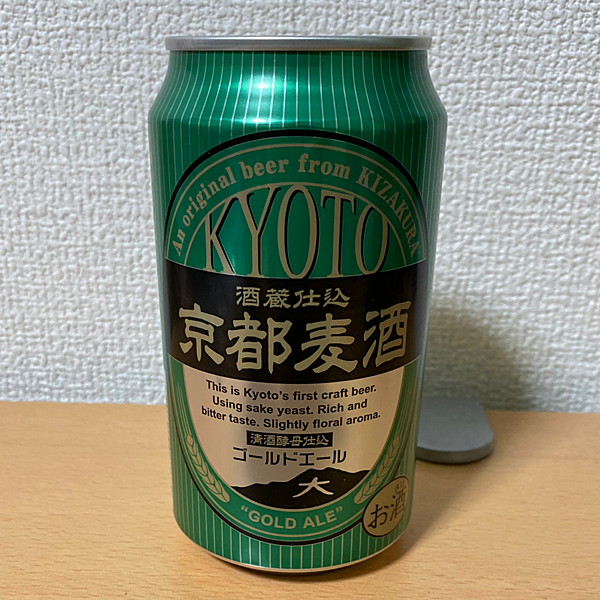 An original beer from KIZAKURA
KYOTO
酒蔵仕込
京都麦酒
This is Kyoto's first craft beer.
Using sake yeast. Rich and
bitter taste. Slightly floral aroma.
清酒酵母仕込
ゴールドエール
大
"GOLD ALE"
お酒